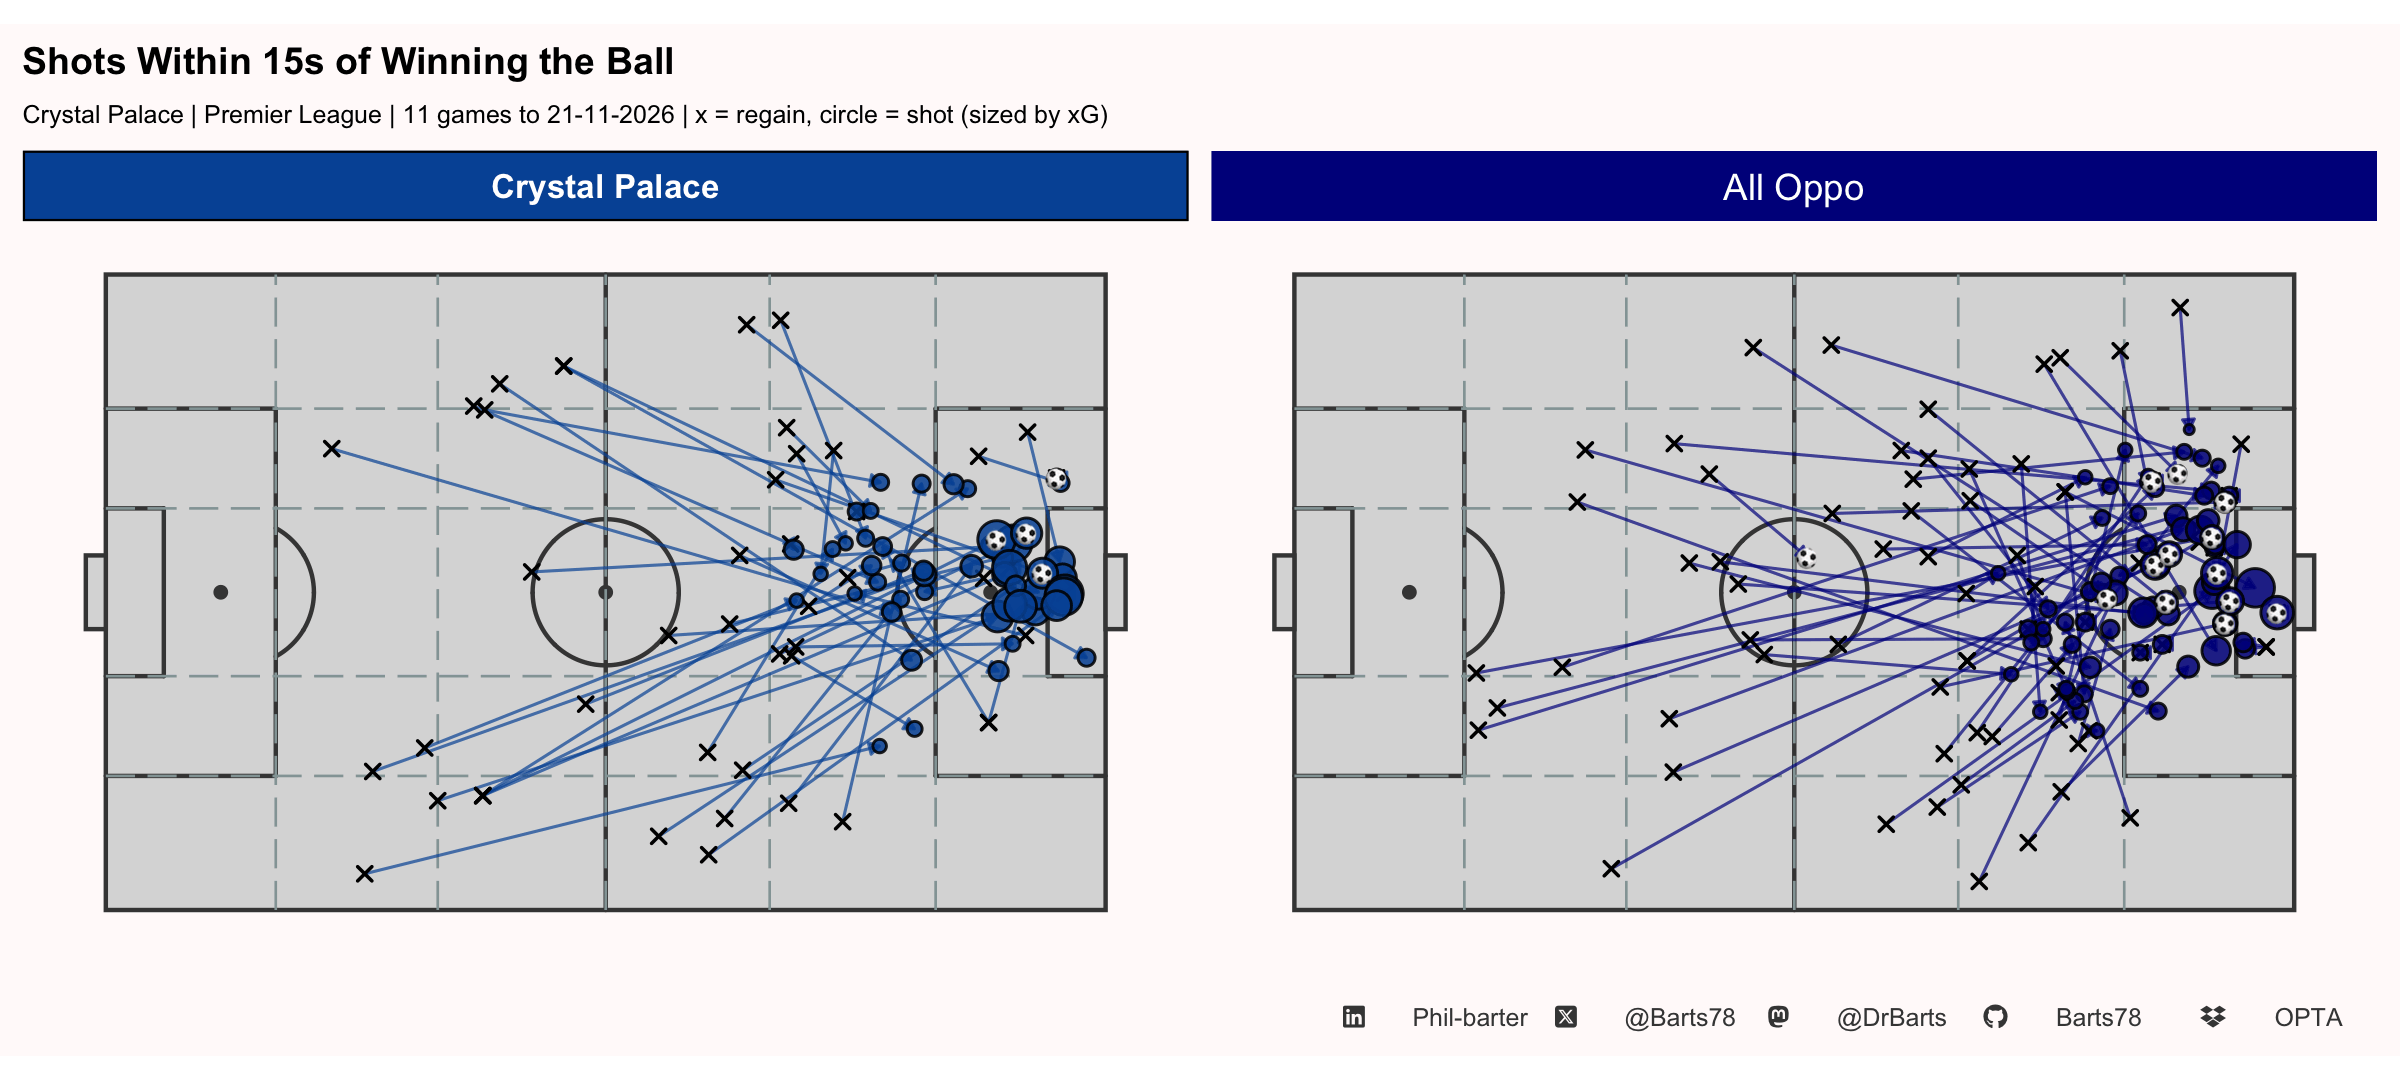 Shots Within 15s of Winning the Ball
Crystal Palace | Premier League | 11 games to 21-11-2026 | x = regain, circle = shot (sized by xG)
Crystal Palace
All Oppo
Phil-barter @Barts78 @DrBarts Barts78 OPTA